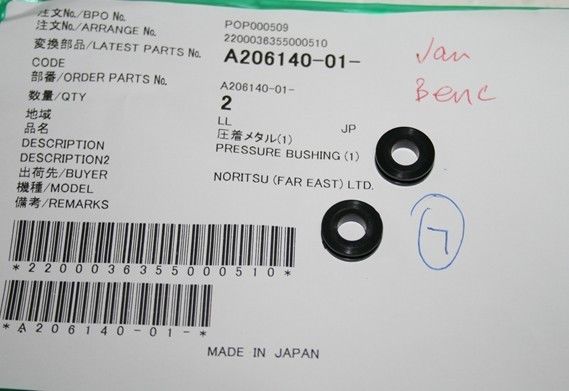 注文No./BPO No.
POP000509
注文No./ARRANGE No.
2200036355000510
変換部品/LATEST PARTS No.
A206140-01-
CODE
部番/ORDER PARTS No.
A206140-01-
数量/QTY
2
地域
LL JP
品名
圧着メタル(1)
DESCRIPTION
PRESSURE BUSHING (1)
DESCRIPTION2
出荷先/BUYER
NORITSU (FAR EAST) LTD.
機種/MODEL
備考/REMARKS
Jan
Benc
*2200036355000510*
*A206140-01-*
MADE IN JAPAN